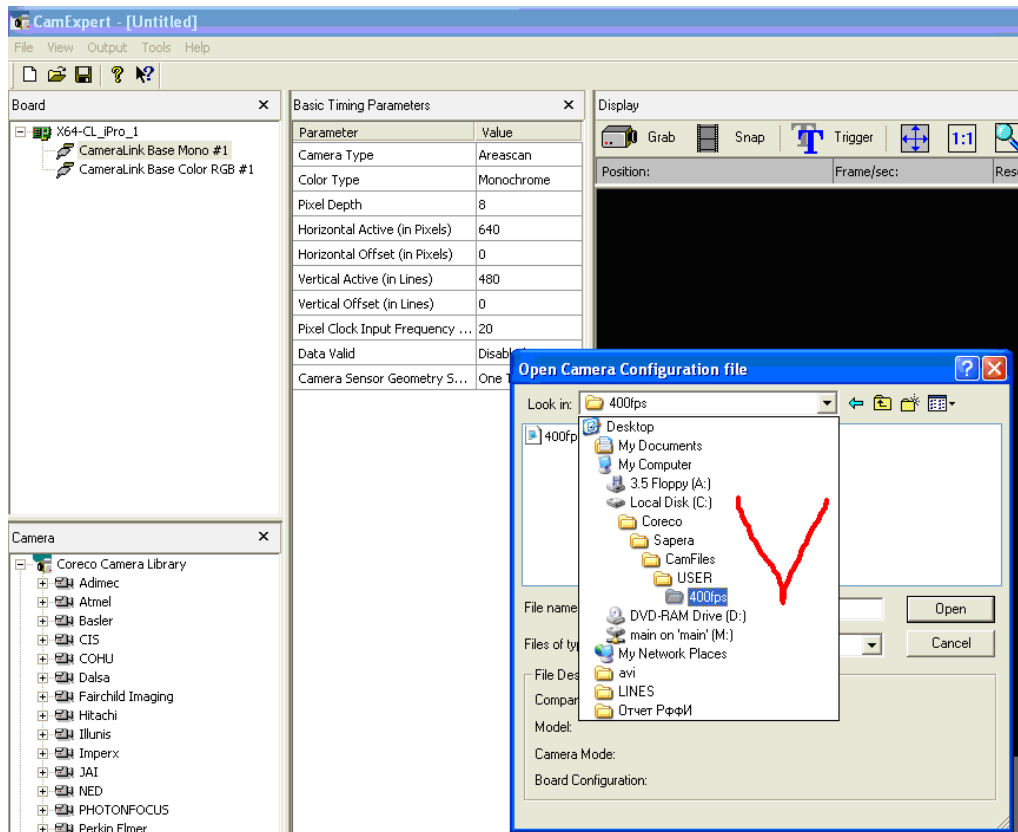 CamExpert - [Untitled]
File View Output Tools Help
Board
X64-CL_iPro_1
CameraLink Base Mono #1
CameraLink Base Color RGB #1
Basic Timing Parameters
Parameter Value
Camera Type Areascan
Color Type Monochrome
Pixel Depth 8
Horizontal Active (in Pixels) 640
Horizontal Offset (in Pixels) 0
Vertical Active (in Lines) 480
Vertical Offset (in Lines) 0
Pixel Clock Input Frequency ... 20
Data Valid
Camera Sensor Geometry S... One
Display
Grab Snap Trigger 1:1
Position: Frame/sec:
Camera
Coreco Camera Library
Adimec
Atmel
Basler
CIS
COHU
Dalsa
Fairchild Imaging
Hitachi
Illunis
Imperx
JAI
NED
PHOTONFOCUS
Perkin Elmer
Open Camera Configuration file
Look in: 400fps
Desktop
My Documents
My Computer
3.5 Floppy (A:)
Local Disk (C:)
Coreco
Sapera
CamFiles
USER
400fps
DVD-RAM Drive (D:)
main on 'main' (M:)
My Network Places
avi
LINES
Отчет РффИ
File name
Open
Files of
Cancel
File
Model:
Camera Mode:
Board Configuration: